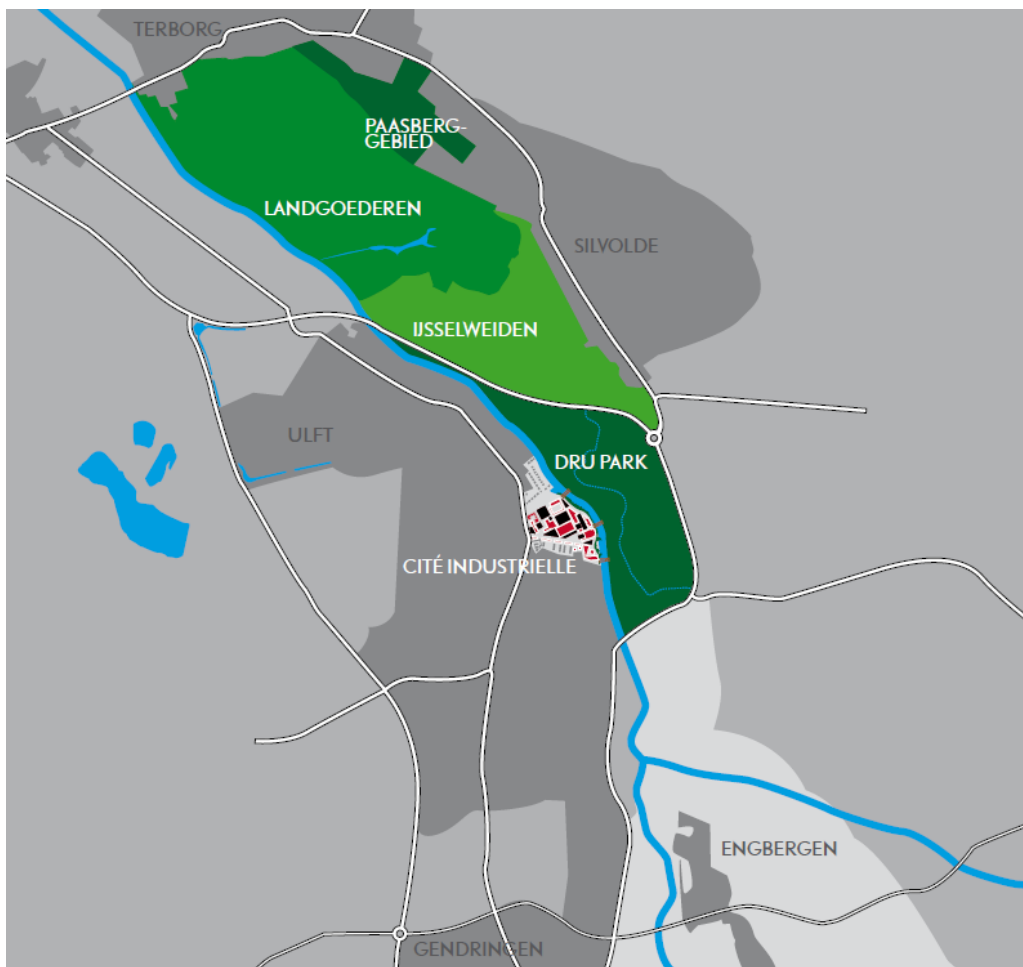 TERBORG
PAASBERG-
GEBIED
LANDGOEDEREN
SILVOLDE
IJSSELWEIDEN
ULFT
DRU PARK
CITÉ INDUSTRIELLE
ENGBERGEN
GENDRINGEN